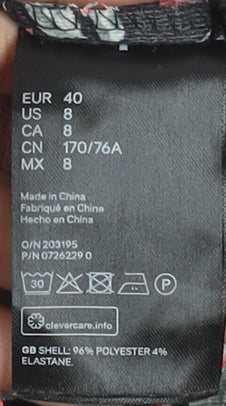 EUR 40
US 8
CA 8
CN 170/76A
MX 8
Made in China
Fabriqué en Chine
Hecho en China
O/N 203195
P/N 0726229 0
30 P
clevercare.info
GB SHELL: 96% POLYESTER 4%
ELASTANE.